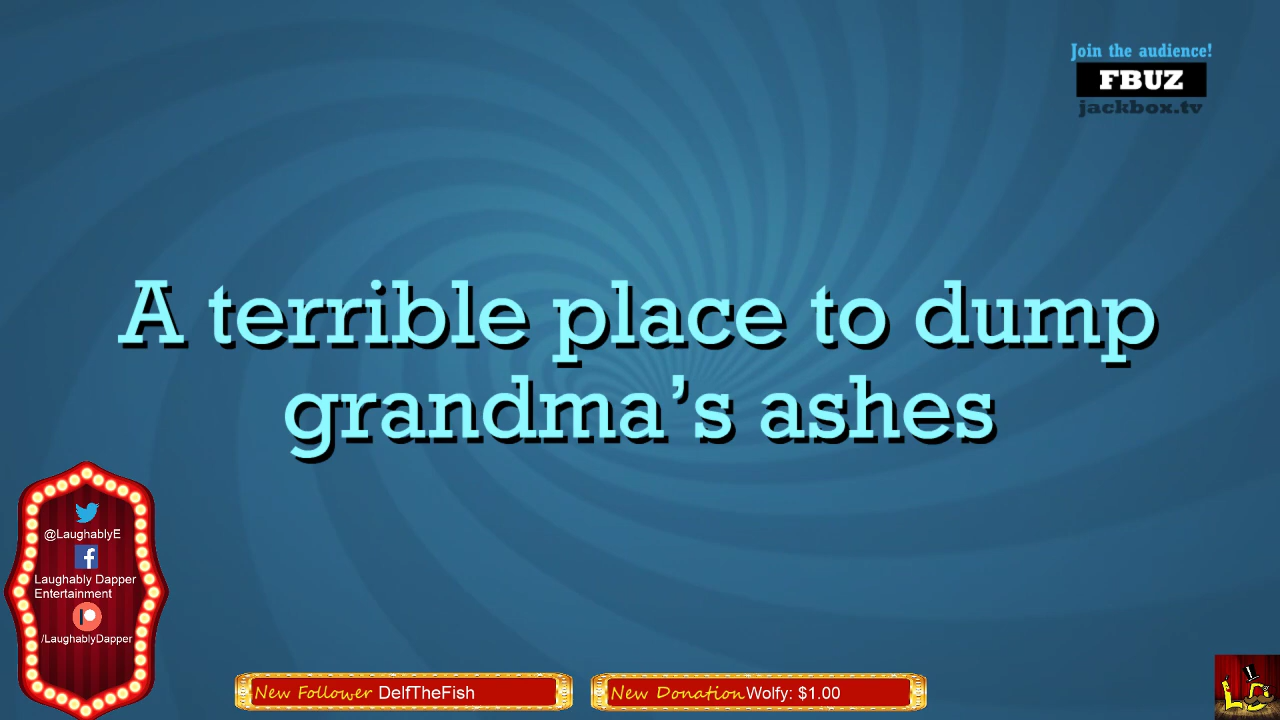 Join the audience!
FBUZ
jackbox.tv
A terrible place to dump
grandma’s ashes
@LaughablyE
Laughably Dapper
Entertainment
/LaughablyDapper
New Follower DelfTheFish
New Donation Wolfy: $1.00
LD